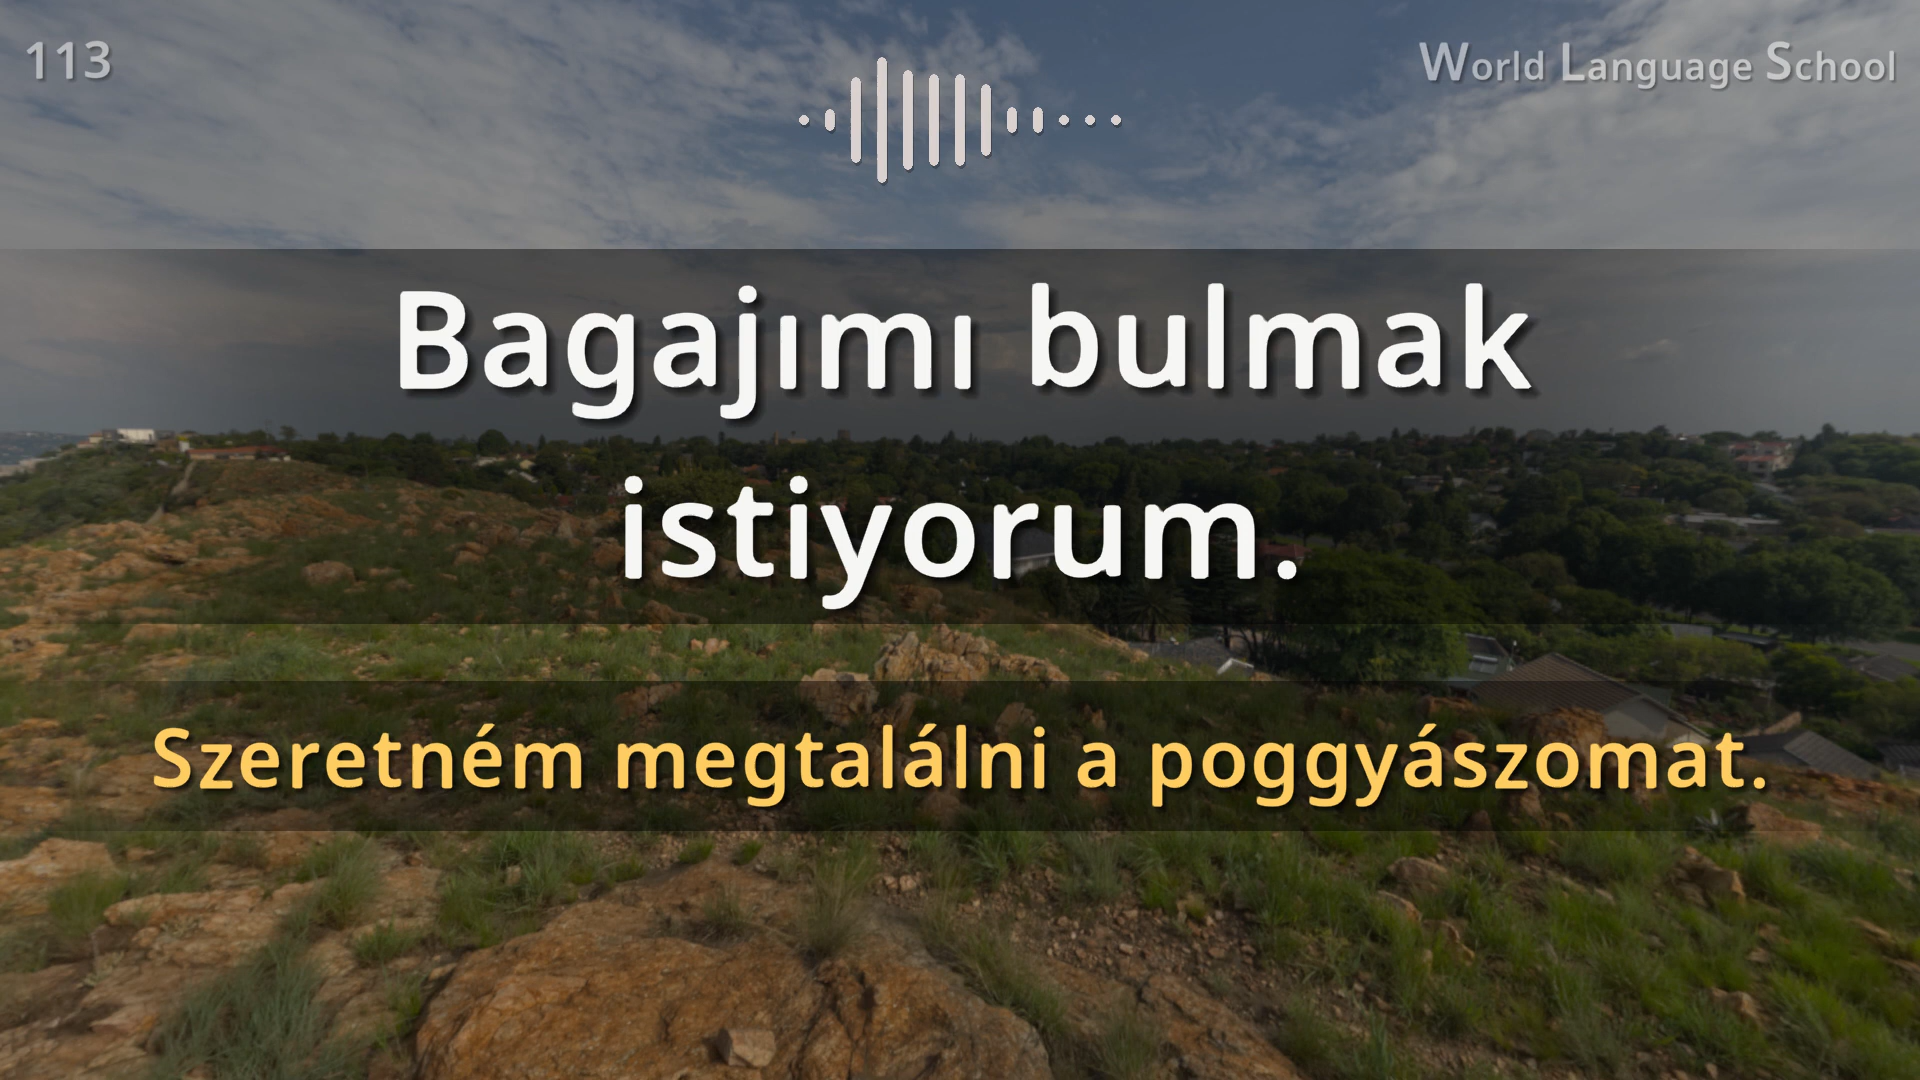 113
World Language School
Bagajımı bulmak
istiyorum.
Szeretném megtalálni a poggyászomat.